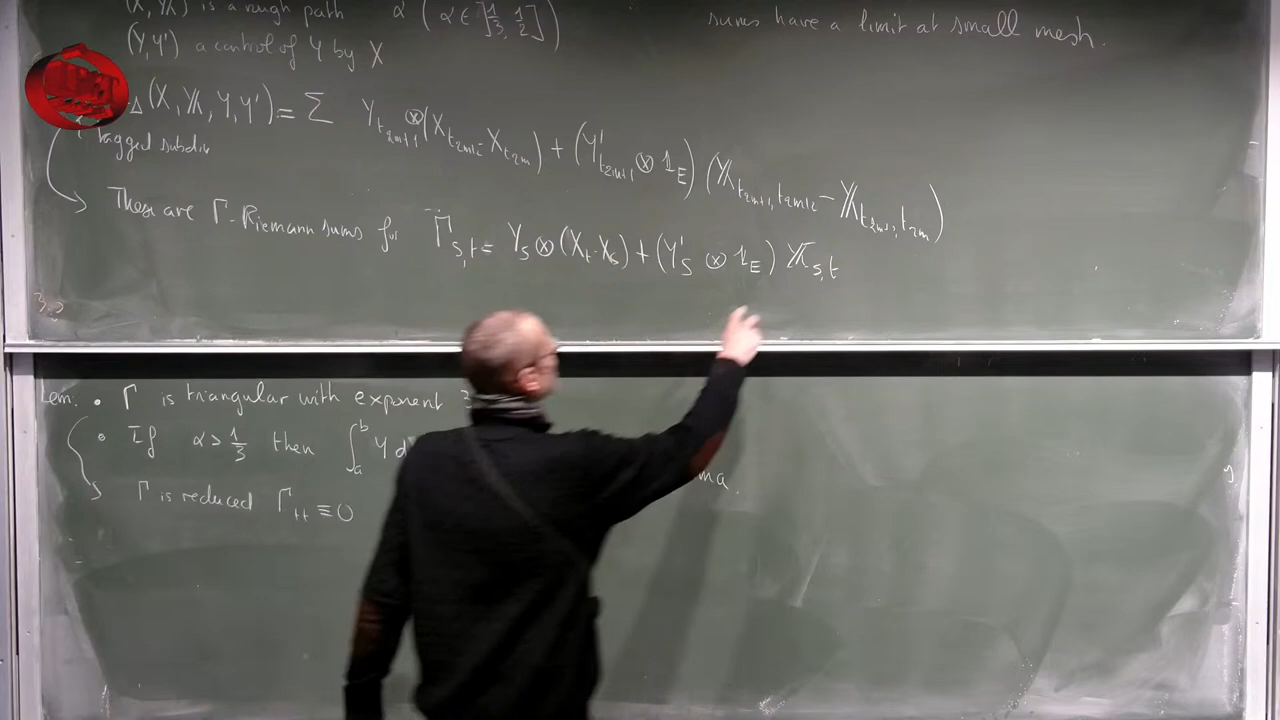 (X, 𝕏) is a rough path α (α ∈ ]1/3, 1/2])
(Y, Y') a control of Y by X
sums have a limit at small mesh.
Δ(X, 𝕏, Y, Y') = Σ Y_{t_{2m+1}} ⊗ (X_{t_{2m+2}} - X_{t_{2m}}) + (Y'_{t_{2m+1}} ⊗ 1_E) (𝕏_{t_{2m+1}, t_{2m+2}} - 𝕏_{t_{2m+1}, t_{2m}})
tagged subdiv
These are Γ-Riemann sums for Γ_{s,t} = Y_s ⊗ (X_t - X_s) + (Y'_s ⊗ 1_E) 𝕏_{s,t}
Lem. • Γ is triangular with exponent 3
• If α > 1/3 then ∫_a^b Y d
ma.
Γ is reduced Γ_{tt} ≡ 0